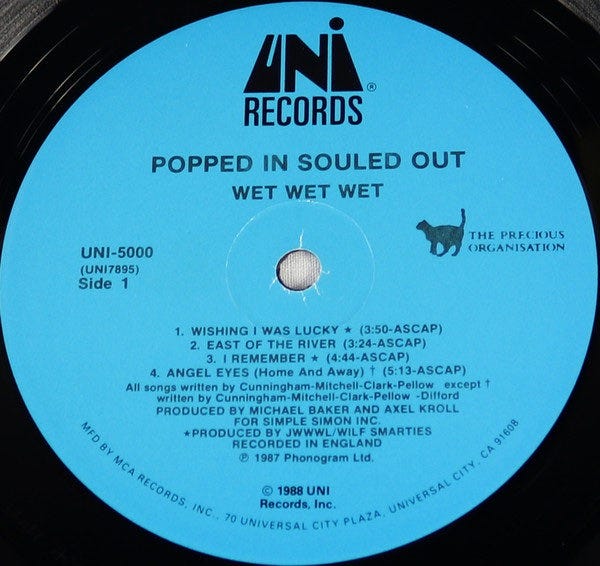 UNI ®
RECORDS
POPPED IN SOULED OUT
WET WET WET
THE PRECIOUS
ORGANISATION
UNI-5000
(UNI7895)
Side 1
1. WISHING I WAS LUCKY ★ (3:50-ASCAP)
2. EAST OF THE RIVER (3:24-ASCAP)
3. I REMEMBER ★ (4:44-ASCAP)
4. ANGEL EYES (Home And Away) † (5:13-ASCAP)
All songs written by Cunningham-Mitchell-Clark-Pellow except †
written by Cunningham-Mitchell-Clark-Pellow -Difford
PRODUCED BY MICHAEL BAKER AND AXEL KROLL
FOR SIMPLE SIMON INC.
★PRODUCED BY JWWWL/WILF SMARTIES
RECORDED IN ENGLAND
℗ 1987 Phonogram Ltd.
© 1988 UNI
Records, Inc.
MFD BY MCA RECORDS, INC., 70 UNIVERSAL CITY PLAZA, UNIVERSAL CITY, CA 91608